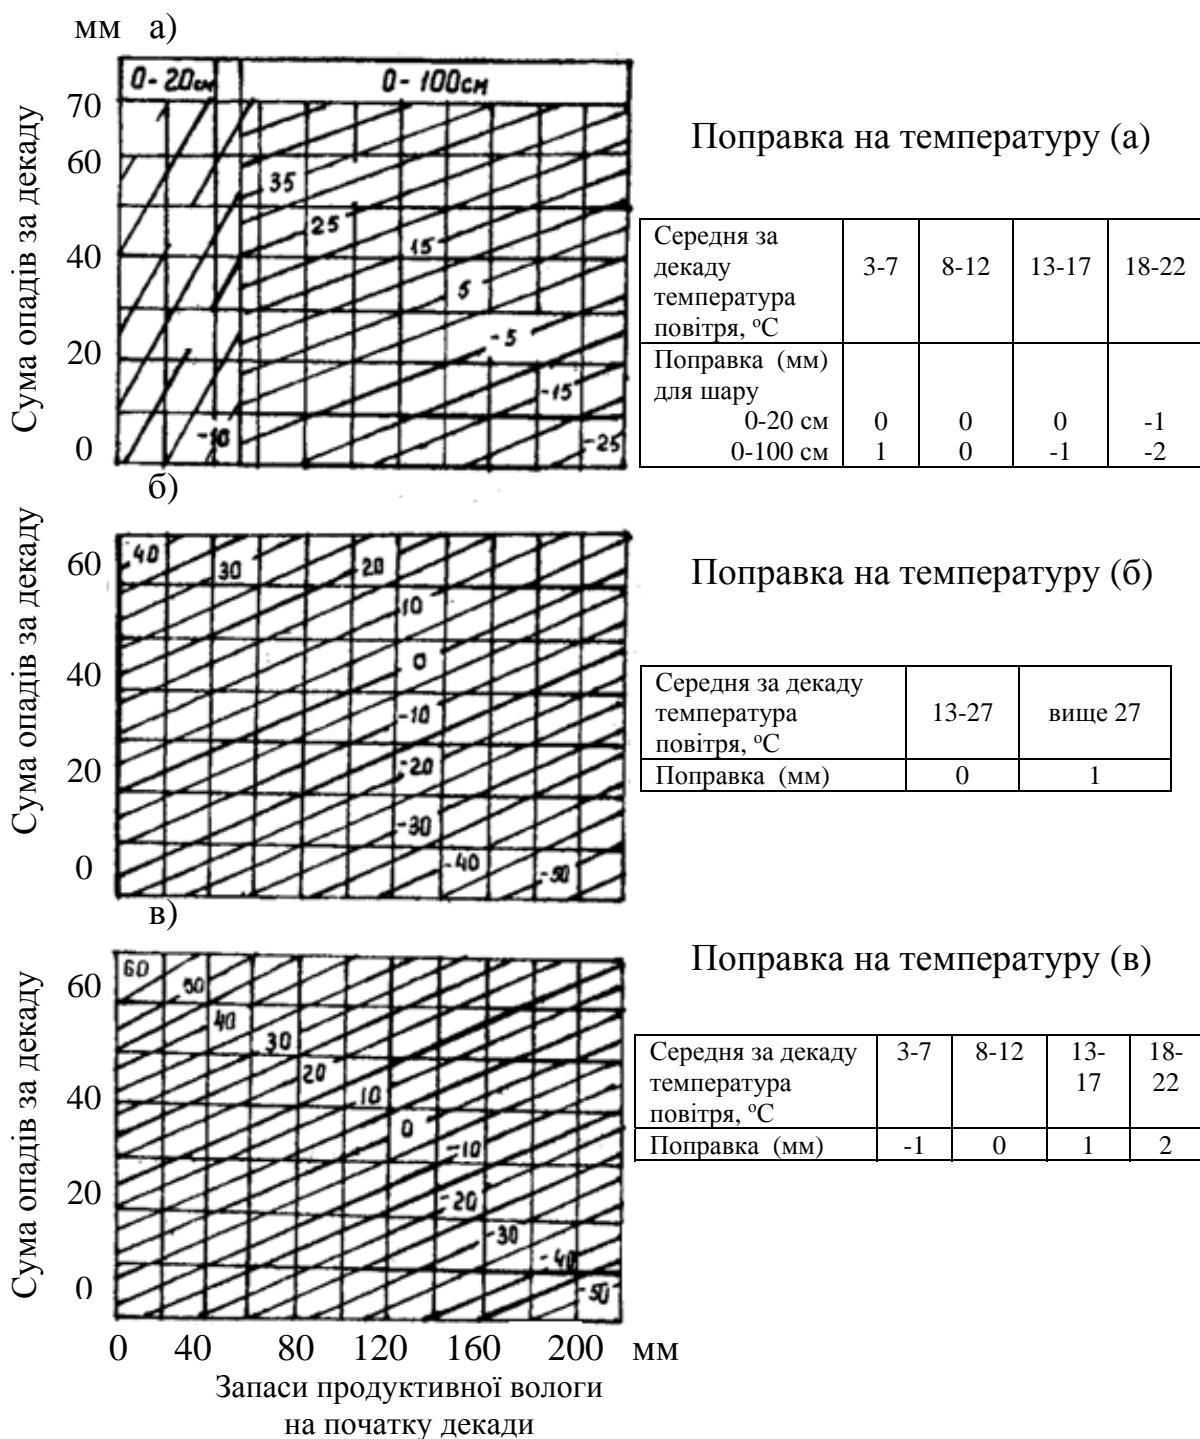 мм а)
0-20см
0-100см
70
60
40
20
0
Сума опадів за декаду
35
25
15
5
-5
-15
-10
-25
Поправка на температуру (а)
Середня за
декаду
температура
повітря, °С
3-7
8-12
13-17
18-22
Поправка (мм)
для шару
0-20 см 0 0 0 -1
0-100 см 1 0 -1 -2
б)
60
40
20
0
Сума опадів за декаду
40
30
20
10
0
-10
-20
-30
-40
-50
Поправка на температуру (б)
Середня за декаду
температура
повітря, °С
13-27
вище 27
Поправка (мм) 0 1
в)
60
40
20
0
Сума опадів за декаду
60
50
40
30
20
10
0
-10
-20
-30
-40
-50
Поправка на температуру (в)
Середня за декаду
температура
повітря, °С
3-7
8-12
13-
17
18-
22
Поправка (мм) -1 0 1 2
0 40 80 120 160 200 мм
Запаси продуктивної вологи
на початку декади